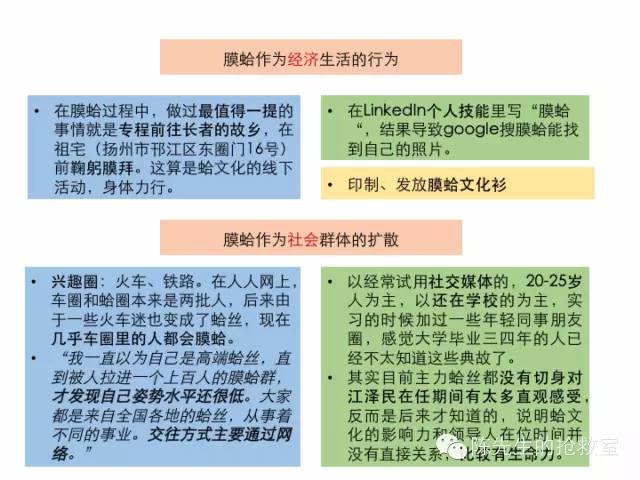 膜蛤作为经济生活的行为
• 在膜蛤过程中，做过最值得一提的
事情就是专程前往长者的故乡，在
祖宅（扬州市邗江区东圈门16号）
前鞠躬膜拜。这算是蛤文化的线下
活动，身体力行。
• 在LinkedIn个人技能里写“膜蛤
“，结果导致google搜膜蛤能找
到自己的照片。
• 印制、发放膜蛤文化衫
膜蛤作为社会群体的扩散
• 兴趣圈：火车、铁路。在人人网上，
车圈和蛤圈本来是两批人，后来由
于一些火车迷也变成了蛤丝，现在
几乎车圈里的人都会膜蛤。
• “我一直以为自己是高端蛤丝，直
到被人拉进一个上百人的膜蛤群，
才发现自己姿势水平还很低。大家
都是来自全国各地的蛤丝，从事着
不同的事业。交往方式主要通过网
络。”
• 以经常试用社交媒体的，20-25岁
人为主，以还在学校的为主，实
习的时候加过一些年轻同事朋友
圈，感觉大学毕业三四年的人已
经不太知道这些典故了。
• 其实目前主力蛤丝都没有切身对
江泽民在任期间有太多直观感受，
反而是后来才知道的，说明蛤文
化的影响力和领导人在位时间并
没有直接关系，比较有生命力。
陈先生的抢救室